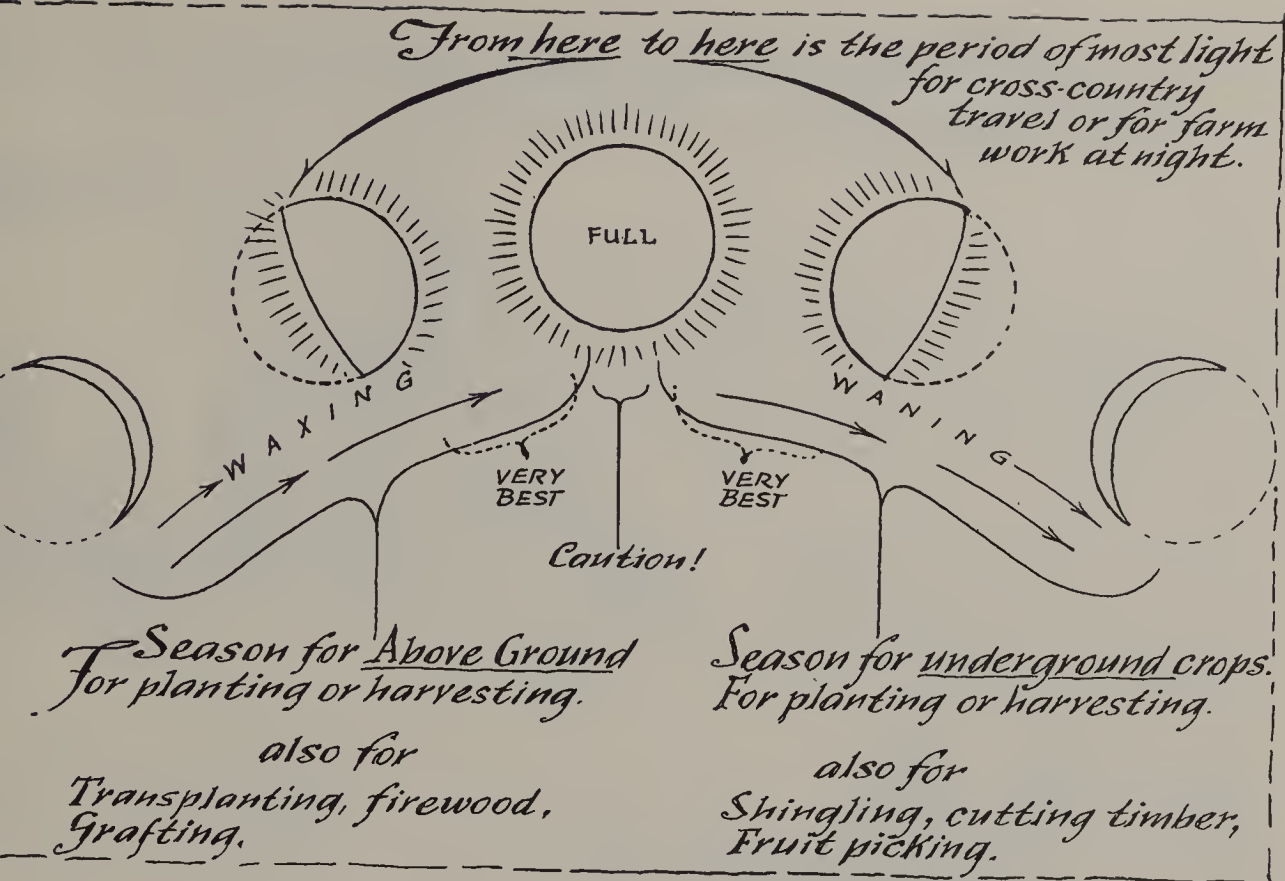 From here to here is the period of most light
for cross-country
travel or for farm
work at night.
FULL
WAXING
WANING
VERY
BEST
VERY
BEST
Caution!
Season for Above Ground
For planting or harvesting.
also for
Transplanting, firewood,
Grafting.
Season for underground crops.
For planting or harvesting.
also for
Shingling, cutting timber,
Fruit picking.